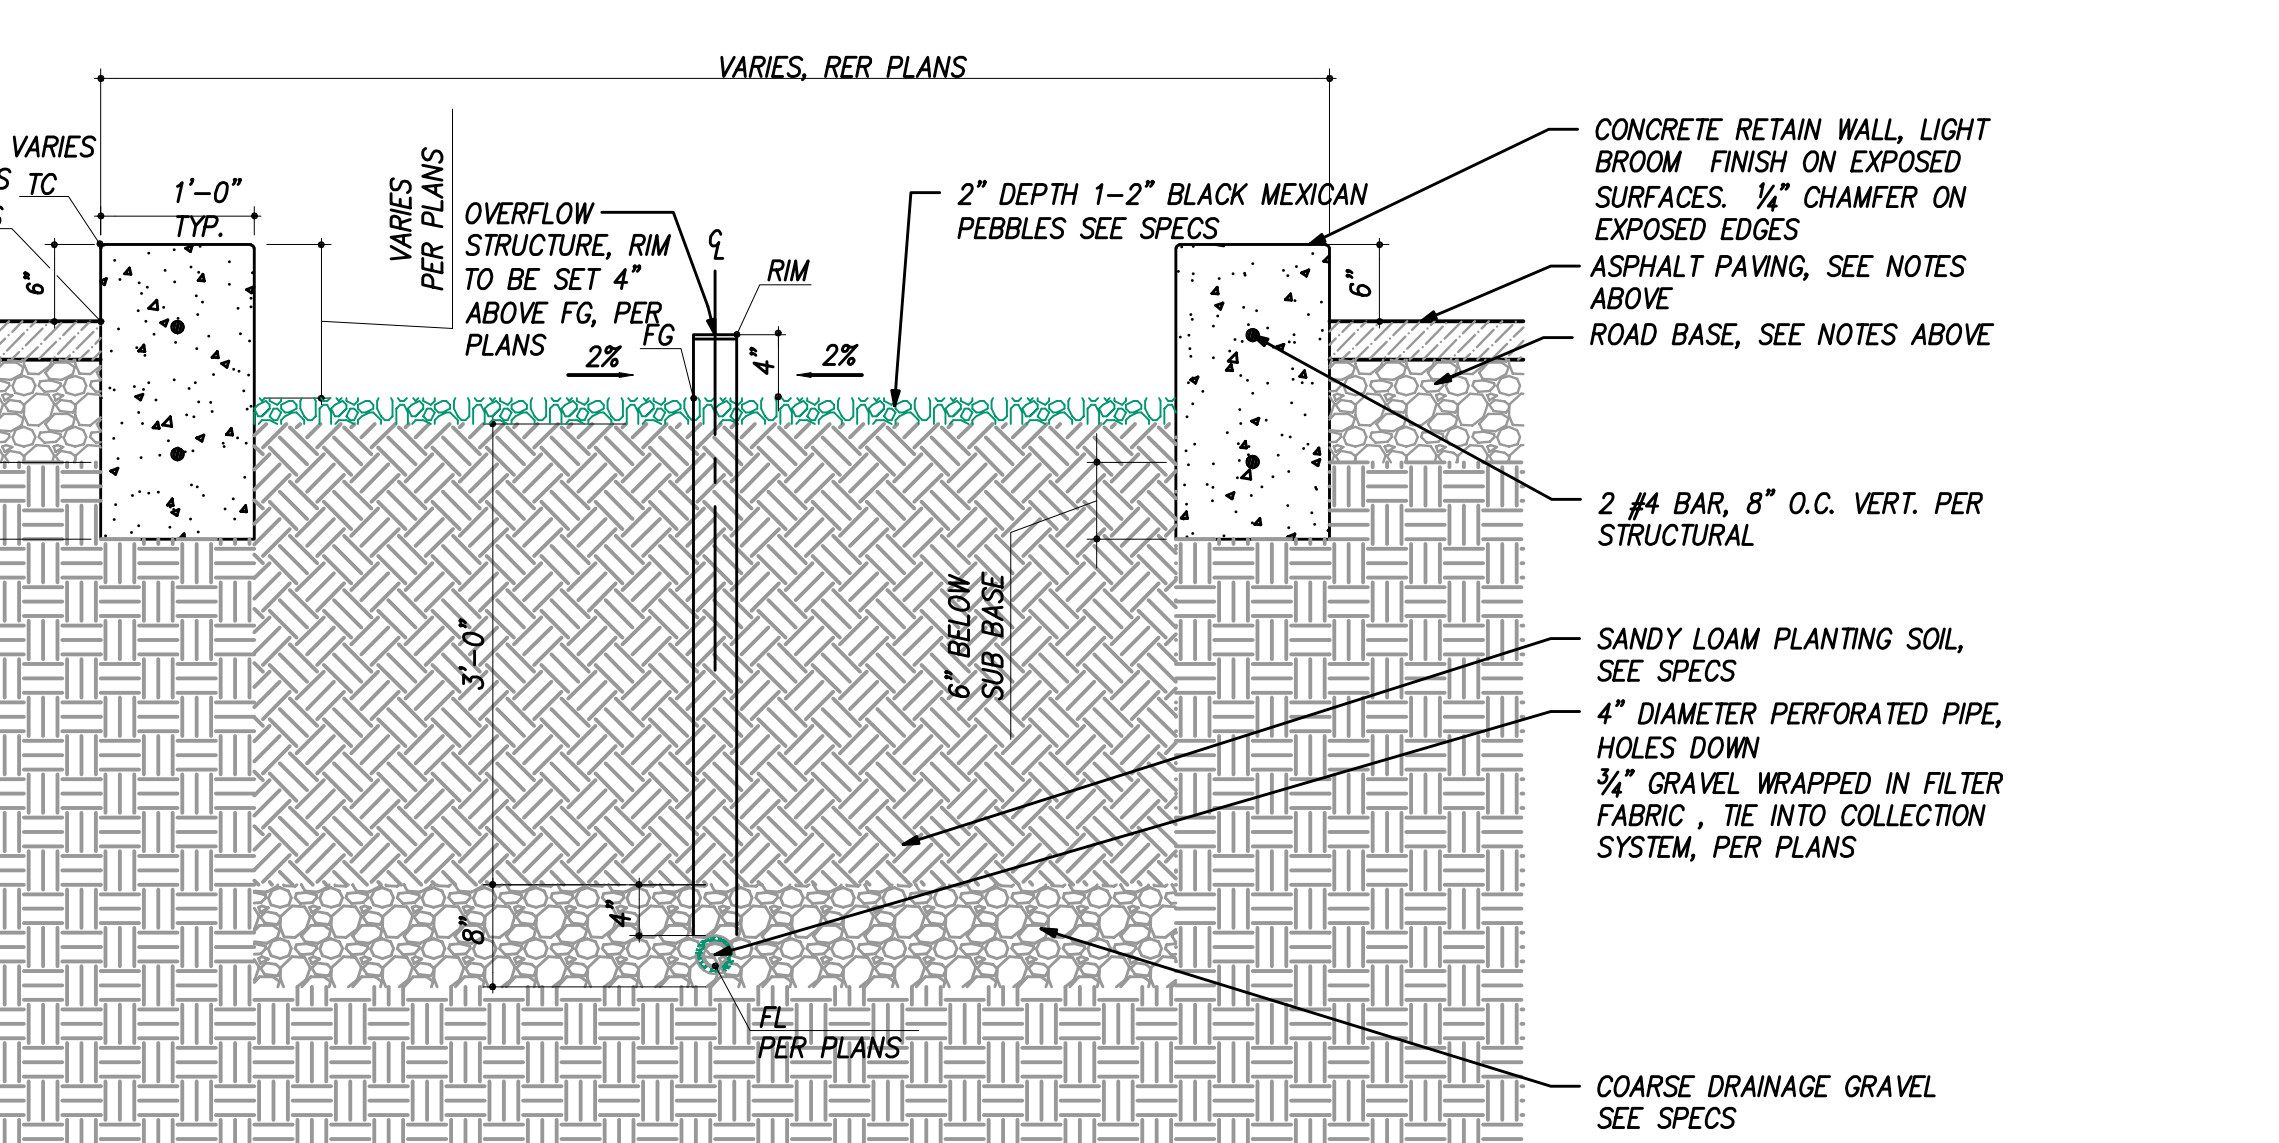 VARIES, RER PLANS
VARIES
S TC
1'-0"
TYP.
6"
VARIES
PER PLANS
OVERFLOW
STRUCTURE, RIM
TO BE SET 4"
ABOVE FG, PER
PLANS
FG
2%
℄
RIM
4"
2%
2" DEPTH 1-2" BLACK MEXICAN
PEBBLES SEE SPECS
6"
CONCRETE RETAIN WALL, LIGHT
BROOM FINISH ON EXPOSED
SURFACES. ¼" CHAMFER ON
EXPOSED EDGES
ASPHALT PAVING, SEE NOTES
ABOVE
ROAD BASE, SEE NOTES ABOVE
2 #4 BAR, 8" O.C. VERT. PER
STRUCTURAL
3'-0"
6" BELOW
SUB BASE
SANDY LOAM PLANTING SOIL,
SEE SPECS
4" DIAMETER PERFORATED PIPE,
HOLES DOWN
¾" GRAVEL WRAPPED IN FILTER
FABRIC , TIE INTO COLLECTION
SYSTEM, PER PLANS
8"
4"
FL
PER PLANS
COARSE DRAINAGE GRAVEL
SEE SPECS